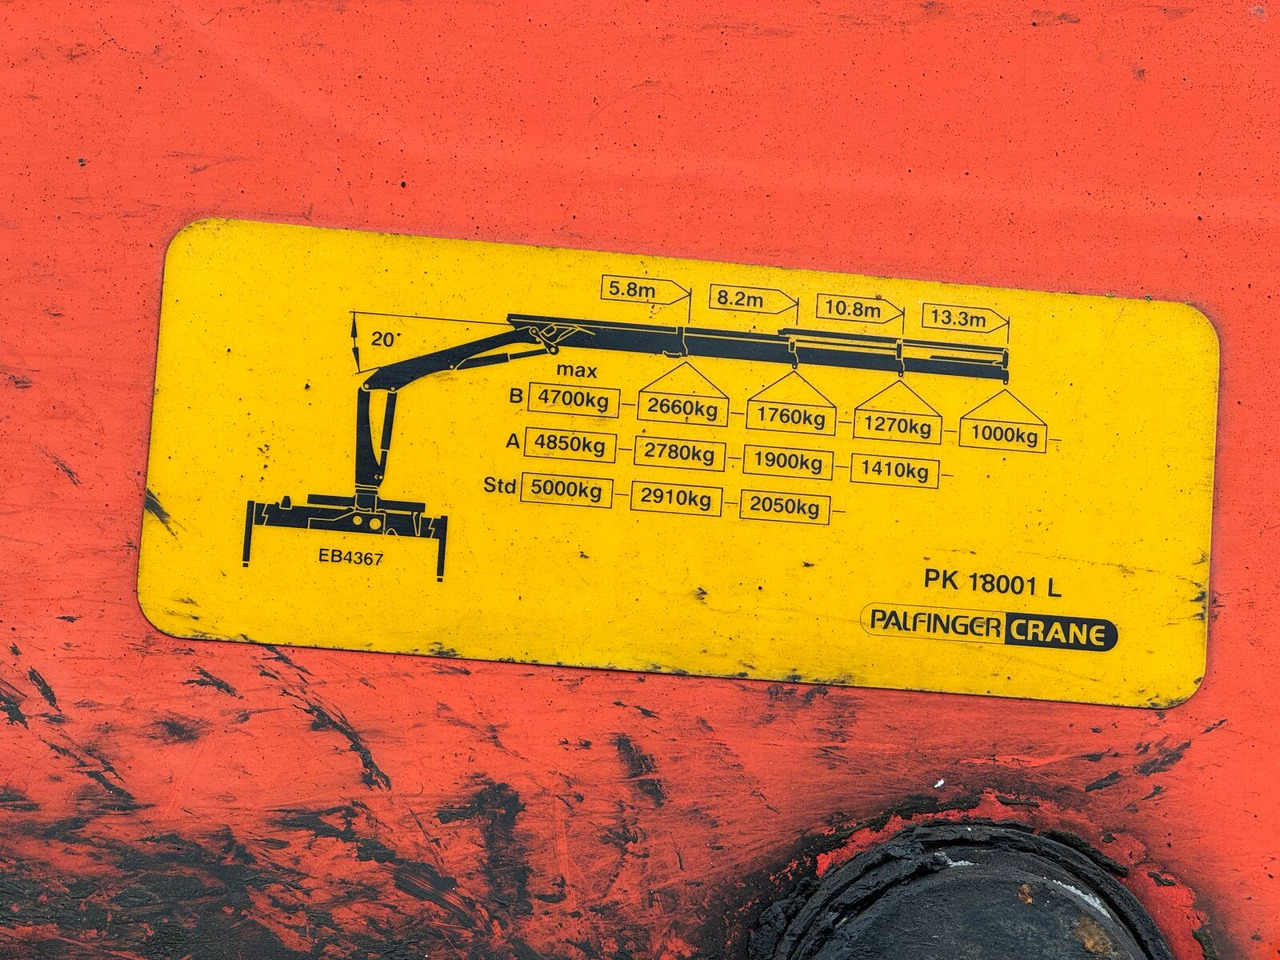 5.8m 8.2m 10.8m 13.3m
20°
max
B 4700kg 2660kg 1760kg 1270kg 1000kg
A 4850kg 2780kg 1900kg 1410kg
Std 5000kg 2910kg 2050kg
EB4367
PK 18001 L
PALFINGER CRANE